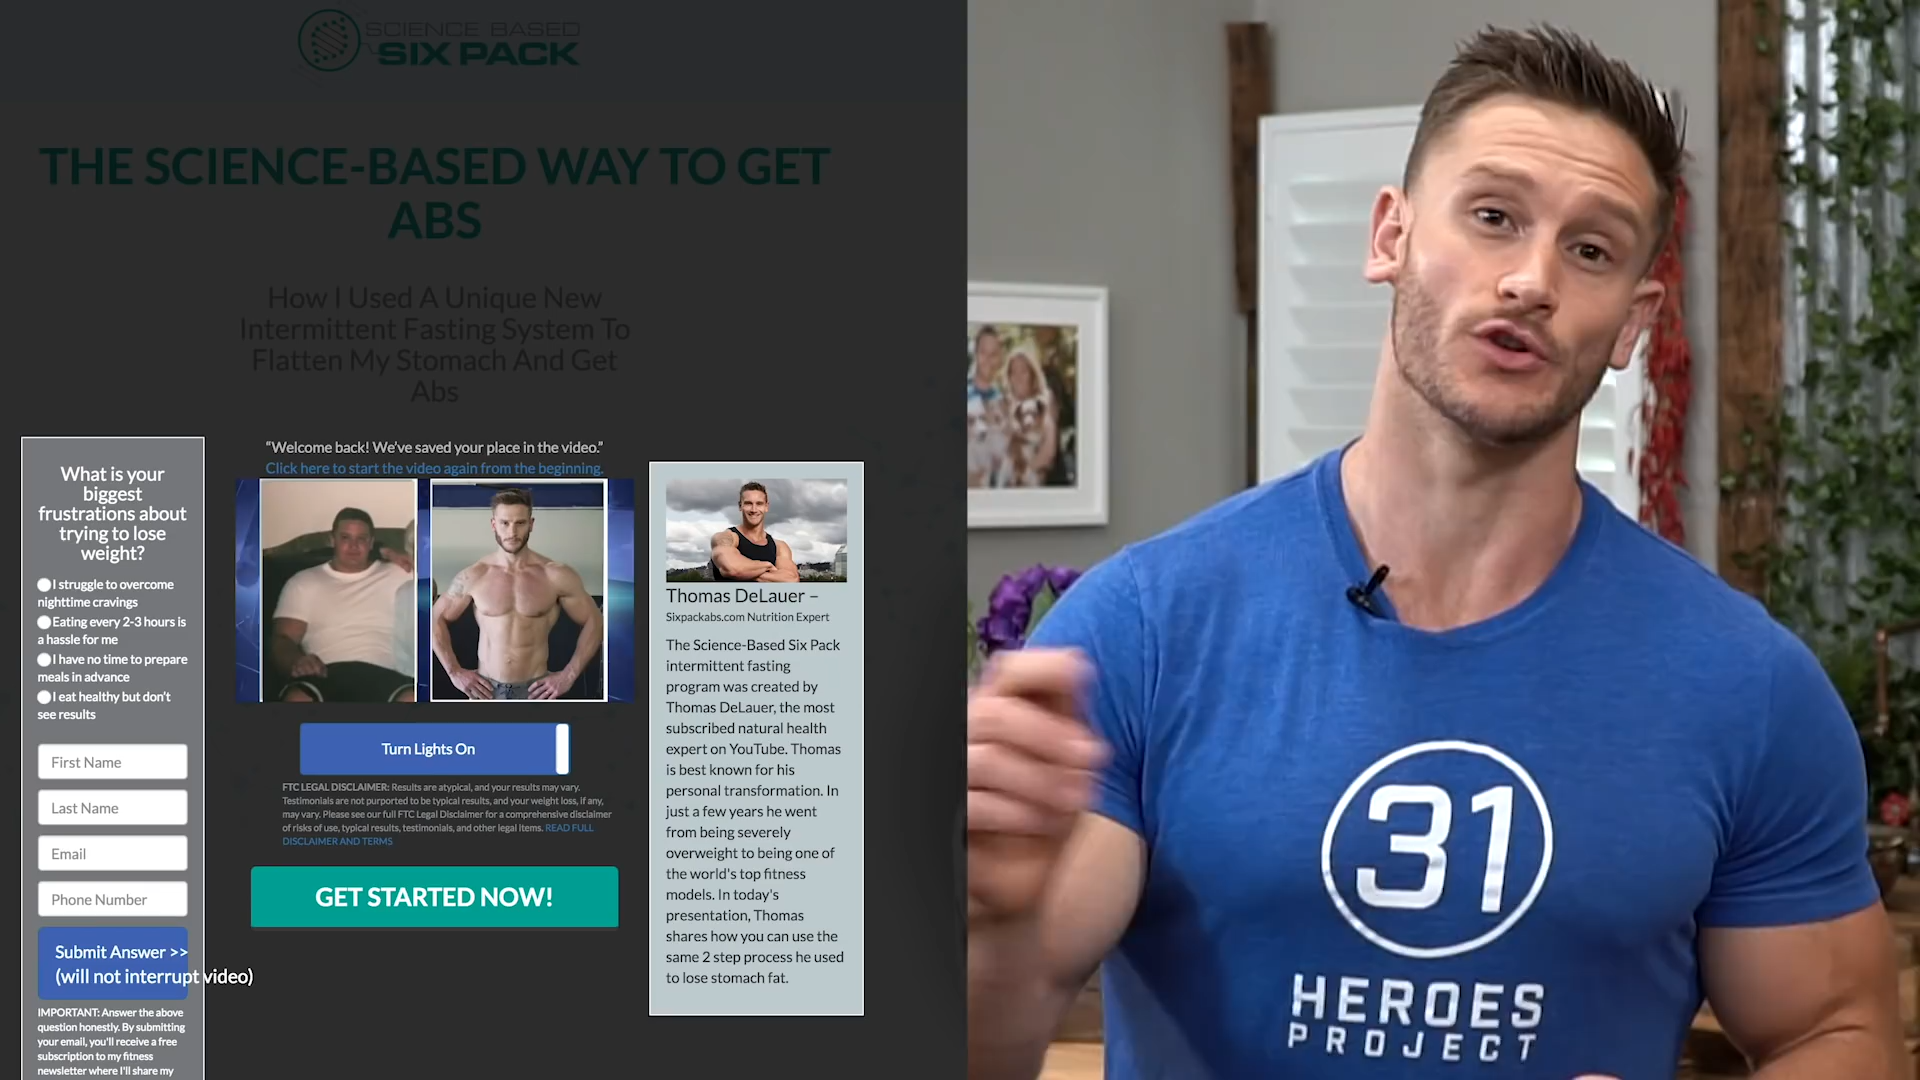 SCIENCE BASED
SIX PACK
THE SCIENCE-BASED WAY TO GET
ABS
How I Used A Unique New
Intermittent Fasting System To
Flatten My Stomach And Get
Abs
What is your
biggest
frustrations about
trying to lose
weight?
I struggle to overcome
nighttime cravings
Eating every 2-3 hours is
a hassle for me
I have no time to prepare
meals in advance
I eat healthy but don't
see results
First Name
Last Name
Email
Phone Number
Submit Answer >>
(will not interrupt video)
IMPORTANT: Answer the above
question honestly. By submitting
your email, you'll receive a free
subscription to my fitness
newsletter where I'll share my
“Welcome back! We’ve saved your place in the video.”
Click here to start the video again from the beginning.
Turn Lights On
FTC LEGAL DISCLAIMER: Results are atypical, and your results may vary.
Testimonials are not purported to be typical results, and your weight loss, if any,
may vary. Please see our full FTC Legal Disclaimer for a comprehensive disclaimer
of risks of use, typical results, testimonials, and other legal items. READ FULL
DISCLAIMER AND TERMS
GET STARTED NOW!
Thomas DeLauer –
Sixpackabs.com Nutrition Expert
The Science-Based Six Pack
intermittent fasting
program was created by
Thomas DeLauer, the most
subscribed natural health
expert on YouTube. Thomas
is best known for his
personal transformation. In
just a few years he went
from being severely
overweight to being one of
the world's top fitness
models. In today's
presentation, Thomas
shares how you can use the
same 2 step process he used
to lose stomach fat.
31
HEROES
PROJECT